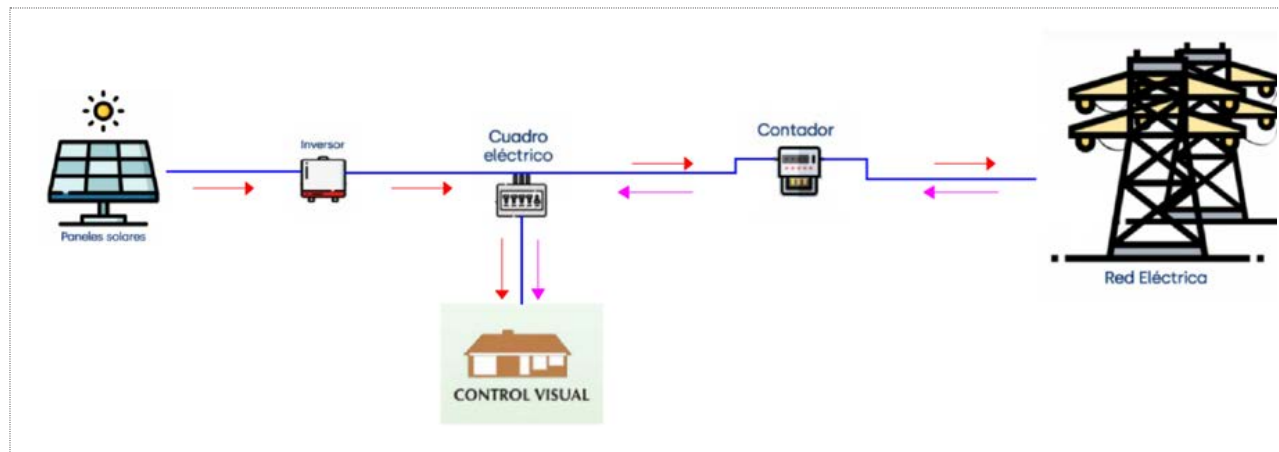 Paneles solares
Inversor
Cuadro
eléctrico
Contador
Red Eléctrica
CONTROL VISUAL